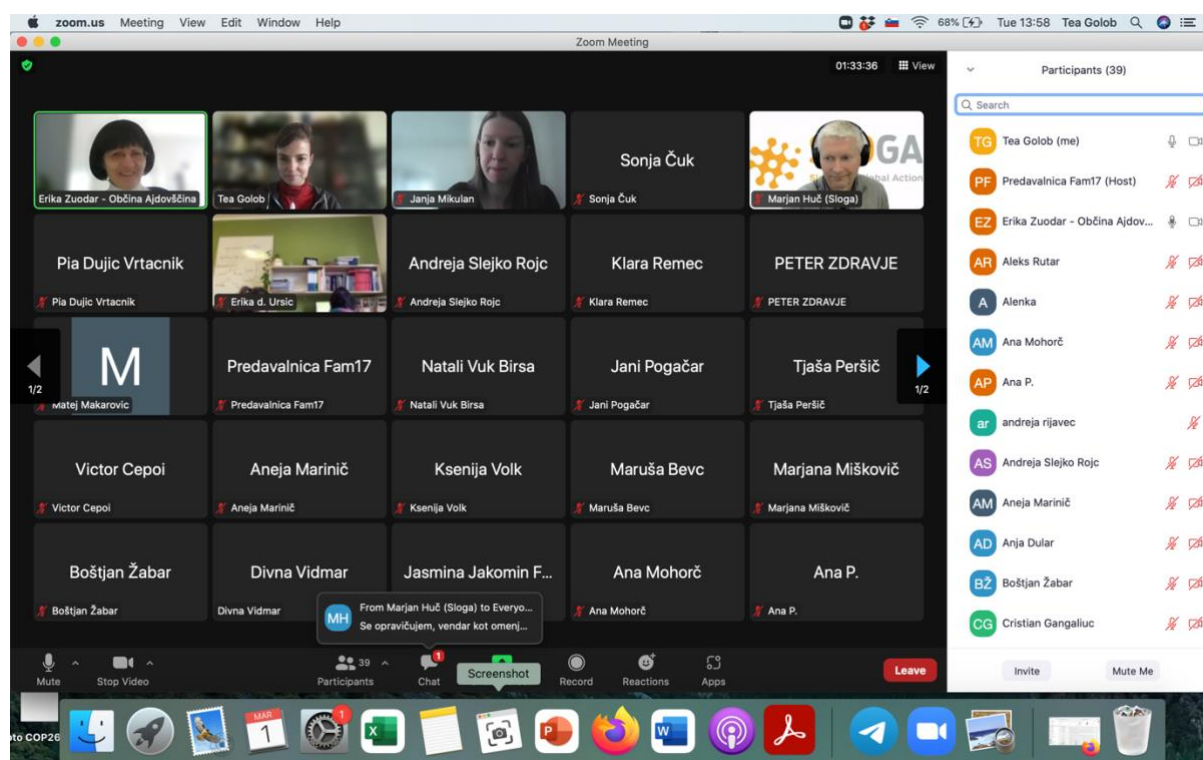 zoom.us Meeting View Edit Window Help 68% Tue 13:58 Tea Golob
Zoom Meeting
01:33:36 View
Erika Zuodar - Občina Ajdovščina
Tea Golob
Janja Mikulan
Sonja Čuk
Sonja Čuk
GA
bal Action
Marjan Huč (Sloga)
Pia Dujic Vrtacnik
Pia Dujic Vrtacnik
Erika d. Ursic
Andreja Slejko Rojc
Andreja Slejko Rojc
Klara Remec
Klara Remec
PETER ZDRAVJE
PETER ZDRAVJE
1/2
M
Matej Makarovic
Predavalnica Fam17
Predavalnica Fam17
Natali Vuk Birsa
Natali Vuk Birsa
Jani Pogačar
Jani Pogačar
Tjaša Peršič
Tjaša Peršič
1/2
Victor Cepoi
Victor Cepoi
Aneja Marinič
Aneja Marinič
Ksenija Volk
Ksenija Volk
Maruša Bevc
Maruša Bevc
Marjana Miškovič
Marjana Miškovič
Boštjan Žabar
Boštjan Žabar
Divna Vidmar
Divna Vidmar
Jasmina Jakomin F...
Ana Mohorč
Ana Mohorč
Ana P.
Ana P.
MH
From Marjan Huč (Sloga) to Everyo...
Se opravičujem, vendar kot omenj...
Mute
Stop Video
39
Participants
1
Chat
Screenshot
Record
Reactions
Apps
Leave
Participants (39)
Search
TG Tea Golob (me)
PF Predavalnica Fam17 (Host)
EZ Erika Zuodar - Občina Ajdov...
AR Aleks Rutar
A Alenka
AM Ana Mohorč
AP Ana P.
ar andreja rijavec
AS Andreja Slejko Rojc
AM Aneja Marinič
AD Anja Dular
BŽ Boštjan Žabar
CG Cristian Gangaliuc
Invite Mute Me
oto COP26
MAR
1
1
X
P
W